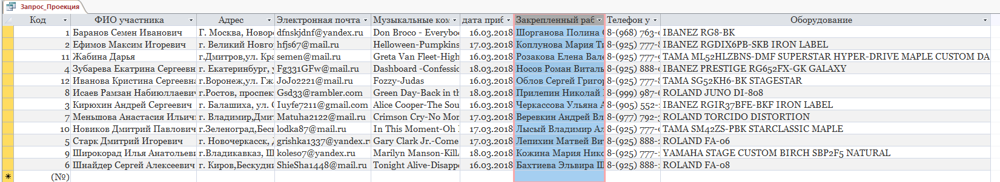 Запрос_Проекция
Код ФИО участника Адрес Электронная почта Музыкальные ком дата приб Закрепленный раб Телефон у Оборудование
1 Баранов Семен Иванович Г. Москва, Новоро dfnskjdnf@yandex.ru Don Broco - Everybo 16.03.2018 Шорганова Полина 8-(968) 763- IBANEZ RG8-BK
2 Ефимов Максим Игоревич г. Великий Новго hfjs67@mail.ru Helloween-Pumpkins 17.03.2018 Коплунова Мария Ти 8-(925) 777- IBANEZ RGDIX6PB-SKB IRON LABEL
11 Жабина Дарья г.Дмитров,ул. Кра semen@mail.ru Greta Van Fleet-High 16.03.2018 Розакова Елена Вале 8-(925) 777- TAMA ML52HLZBNS-DMF SUPERSTAR HYPER-DRIVE MAPLE CUSTOM DA
4 Зубарева Екатрина Сергеевн г. Екатеринбург, Fg331GFw@mail.ru Dashboard -Confessio 18.03.2018 Носов Роман Виталь 8-(925) 888- IBANEZ PRESTIGE RG652FX-GK GALAXY
12 Иванова Кристина Сергеевна г.Воронеж,ул. Гж JoJo2221@mail.ru Fozzy-Judas 16.03.2018 Облов Сергей Григор 8-(925) 777- TAMA SG52KH6-BK STAGESTAR
8 Исаев Рамзан Набиюллаевич г.Ростов, проспек Gsd33@rambler.com Green Day-Back in th 18.03.2018 Прилепин Николай 8-(999) 987- ROLAND JUNO DI-808
3 Кирюхин Андрей Сергеевич г. Балашиха, ул. Iuyfe7211@gmail.com Alice Cooper-The Sou 16.03.2018 Черкассова Ульяна А 8-(905) 552- IBANEZ RGIR37BFE-BKF IRON LABEL
7 Меньшова Анастасия Ильич г. Владимир,Дми Matuha2122@mail.ru Crimson Cry-No Mor 17.03.2018 Веревкин Андрей Вл 8-(977) 792- ROLAND TORCIDO DISTORTION
10 Новиков Дмитрий Павлович г.Зеленоград,Бес lodka87@mail.ru In This Moment-Oh 17.03.2018 Лысый Владимир Ал 8-(925) 777- TAMA SM42ZS-PBK STARCLASSIC MAPLE
5 Старк Дмитрий Игоревич г. Новочеркасск, grishka1337@yandex.ru Gary Clark Jr.-Come 17.03.2018 Лепихин Матвей Вит 8-(925) 888- ROLAND FA-06
9 Широкорад Илья Анатольев г.Владикавказ, Ш koleso7@yandex.ru Marilyn Manson-Kill 18.03.2018 Кожина Мария Нико 8-(925) 777- YAMAHA STAGE CUSTOM BIRCH SBP2F5 NATURAL
6 Шнайдер Сергей Алексеевич г. Киров,Бескудни ShieSha1448@mail.ru Tonight Alive-Disappe 16.03.2018 Бахтиева Эльвира Ш 8-(925) 888- ROLAND FA-08
(№)